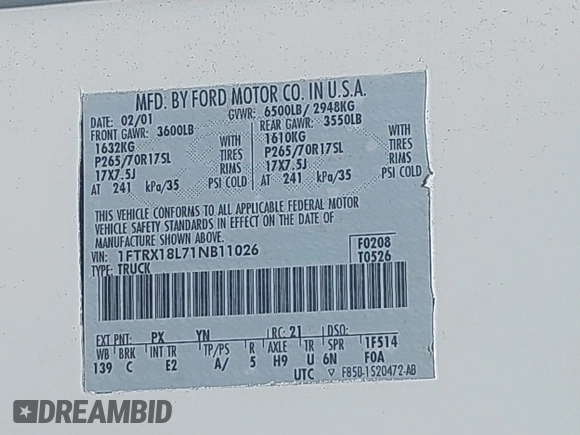 MFD. BY FORD MOTOR CO. IN U.S.A.
DATE: 02/01 GVWR: 6500LB/ 2948KG
FRONT GAWR: 3600LB REAR GAWR: 3550LB
1632KG WITH 1610KG WITH
P265/70R17SL TIRES P265/70R17SL TIRES
17X7.5J RIMS 17X7.5J RIMS
AT 241 kPa/35 PSI COLD AT 241 kPa/35 PSI COLD
THIS VEHICLE CONFORMS TO ALL APPLICABLE FEDERAL MOTOR
VEHICLE SAFETY STANDARDS IN EFFECT ON THE DATE OF
MANUFACTURE SHOWN ABOVE.
VIN: 1FTRX18L71NB11026 F0208
TYPE: TRUCK T0526
EXT PNT: PX YN RC: 21 DSO:
WB BRK INT TR TP/PS R AXLE TR SPR 1F514
139 C E2 A/ 5 H9 U 6N F0A
UTC ▽ F85B-1520472-AB
DREAMBID